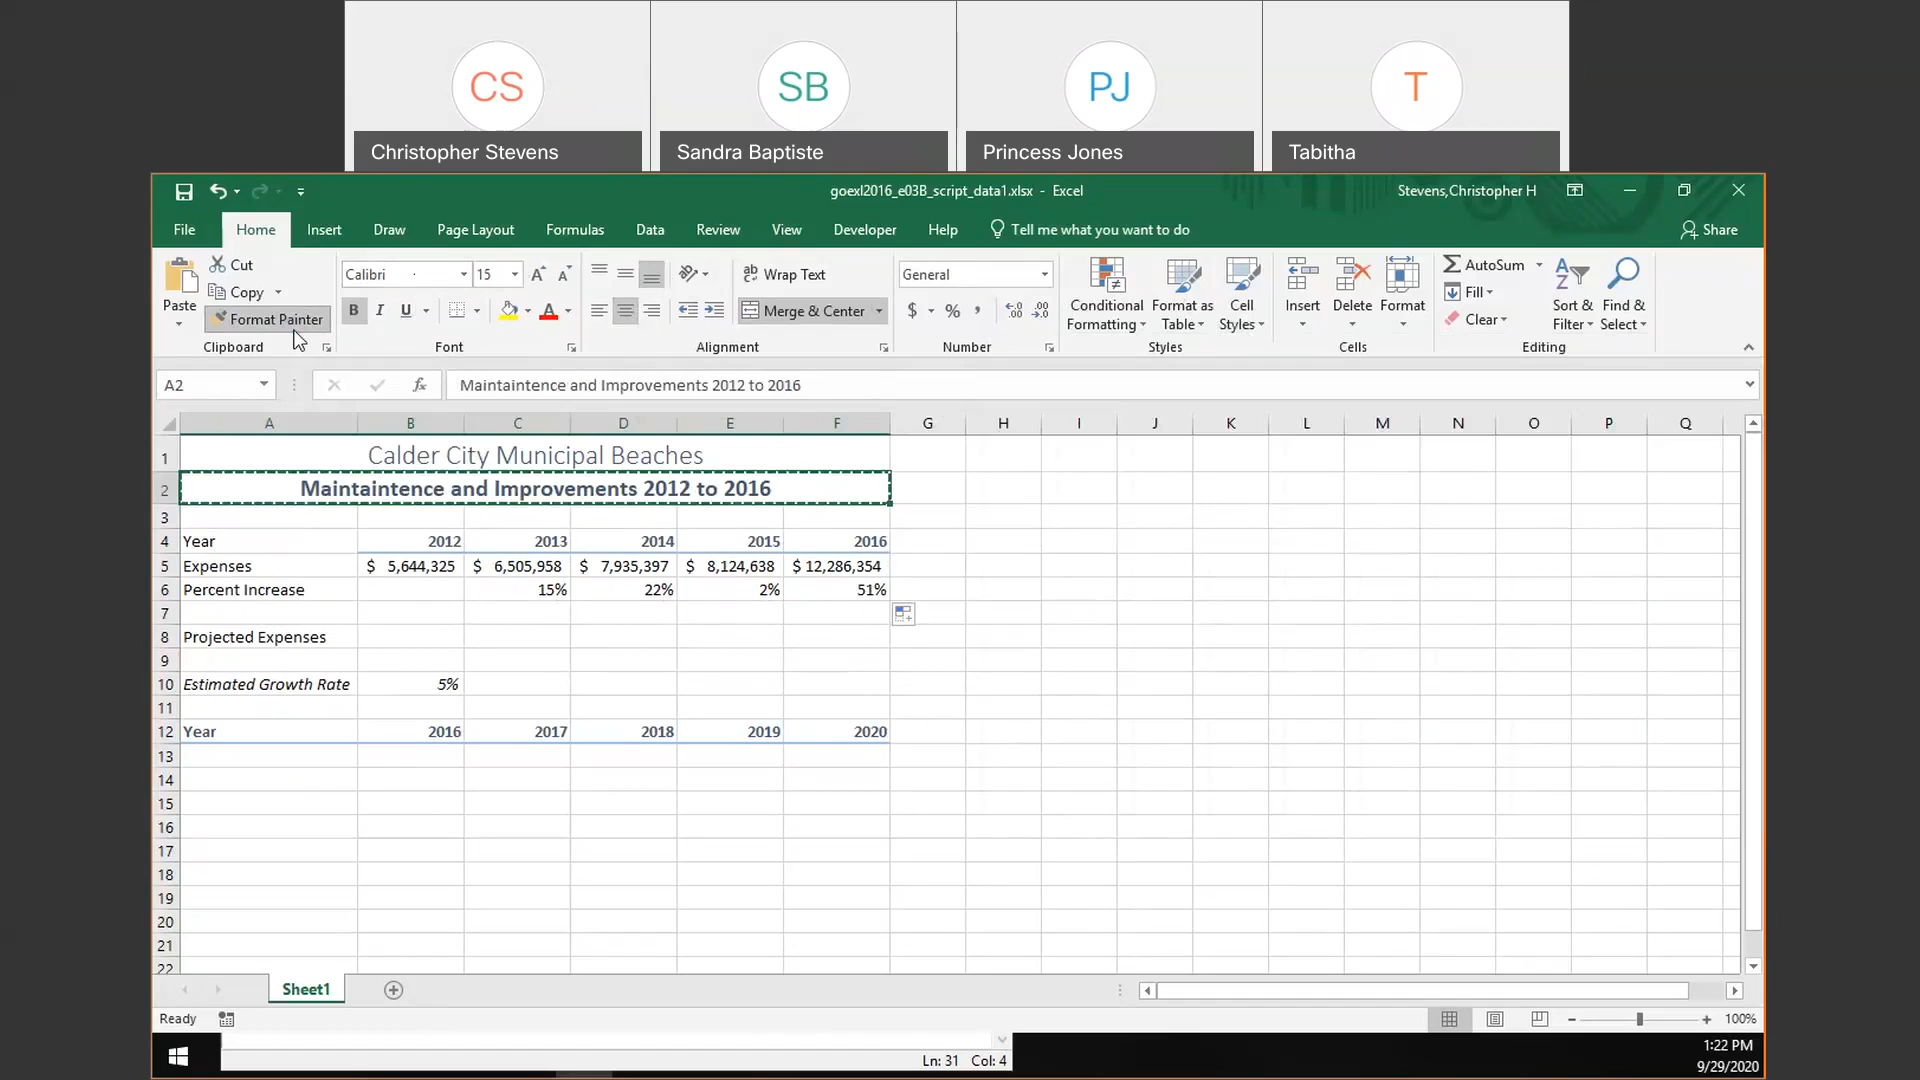 CS SB PJ T
Christopher Stevens Sandra Baptiste Princess Jones Tabitha
goexl2016_e03B_script_data1.xlsx - Excel Stevens,Christopher H
File Home Insert Draw Page Layout Formulas Data Review View Developer Help Tell me what you want to do Share
Paste
Cut
Copy
Format Painter
Clipboard
Calibri 15
B I U
Font
Wrap Text
Merge & Center
Alignment
General
$ % ,
Number
Conditional Formatting
Format as Table
Cell Styles
Styles
Insert Delete Format
Cells
AutoSum
Fill
Clear
Sort & Filter
Find & Select
Editing
A2 fx Maintaintence and Improvements 2012 to 2016
A B C D E F G H I J K L M N O P Q
1 Calder City Municipal Beaches
2 Maintaintence and Improvements 2012 to 2016
3
4 Year 2012 2013 2014 2015 2016
5 Expenses $ 5,644,325 $ 6,505,958 $ 7,935,397 $ 8,124,638 $ 12,286,354
6 Percent Increase 15% 22% 2% 51%
7
8 Projected Expenses
9
10 Estimated Growth Rate 5%
11
12 Year 2016 2017 2018 2019 2020
13
14
15
16
17
18
19
20
21
22
Sheet1
Ready 100%
Ln: 31 Col: 4
1:22 PM
9/29/2020